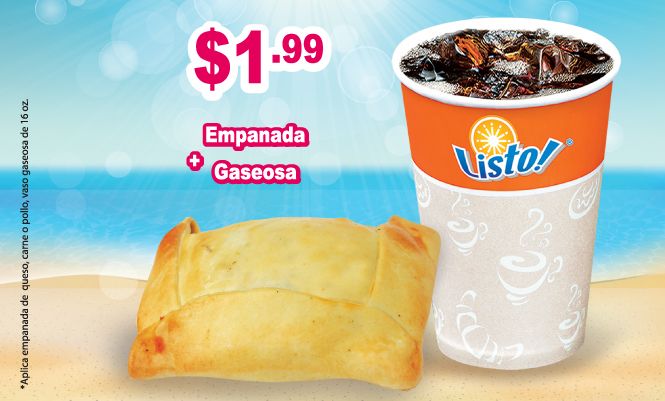 $1.99
Empanada
+ Gaseosa
Listo!®
*Aplica empanada de queso, carne o pollo, vaso gaseosa de 16 oz.